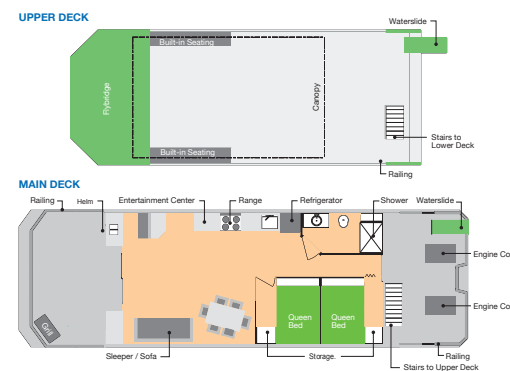 UPPER DECK
Waterslide
Built-in Seating
Flybridge
Canopy
Built-in Seating
Stairs to
Lower Deck
Railing
MAIN DECK
Railing
Helm
Entertainment Center
Range
Refrigerator
Shower
Waterslide
Engine Co
Engine Co
Grill
Queen
Bed
Queen
Bed
Sleeper / Sofa
Storage
Railing
Stairs to Upper Deck